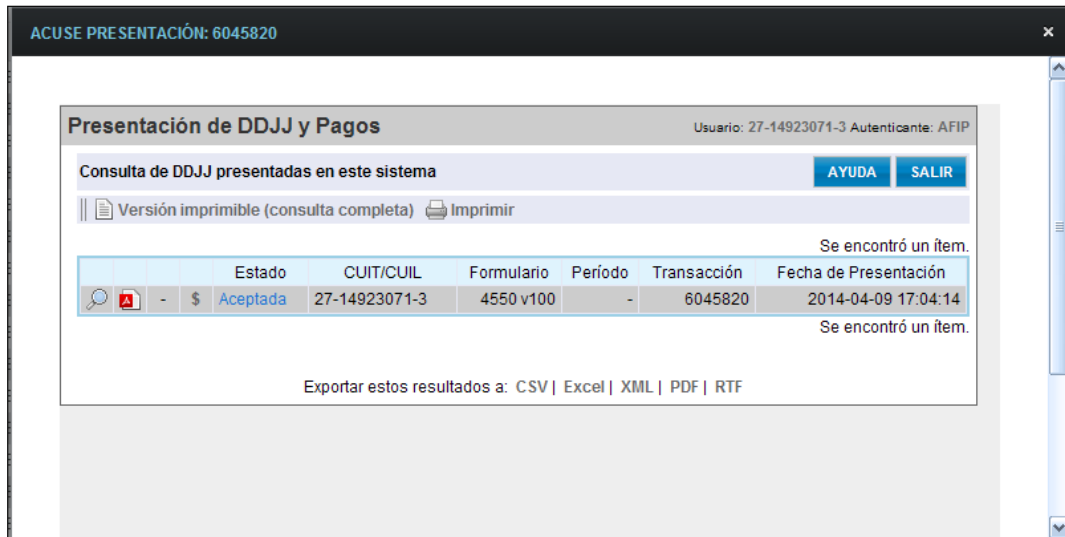 ACUSE PRESENTACIÓN: 6045820 ×
Presentación de DDJJ y Pagos Usuario: 27-14923071-3 Autenticante: AFIP
Consulta de DDJJ presentadas en este sistema AYUDA SALIR
Versión imprimible (consulta completa) Imprimir
Se encontró un ítem.
Estado CUIT/CUIL Formulario Período Transacción Fecha de Presentación
- $ Aceptada 27-14923071-3 4550 v100 - 6045820 2014-04-09 17:04:14
Se encontró un ítem.
Exportar estos resultados a: CSV | Excel | XML | PDF | RTF